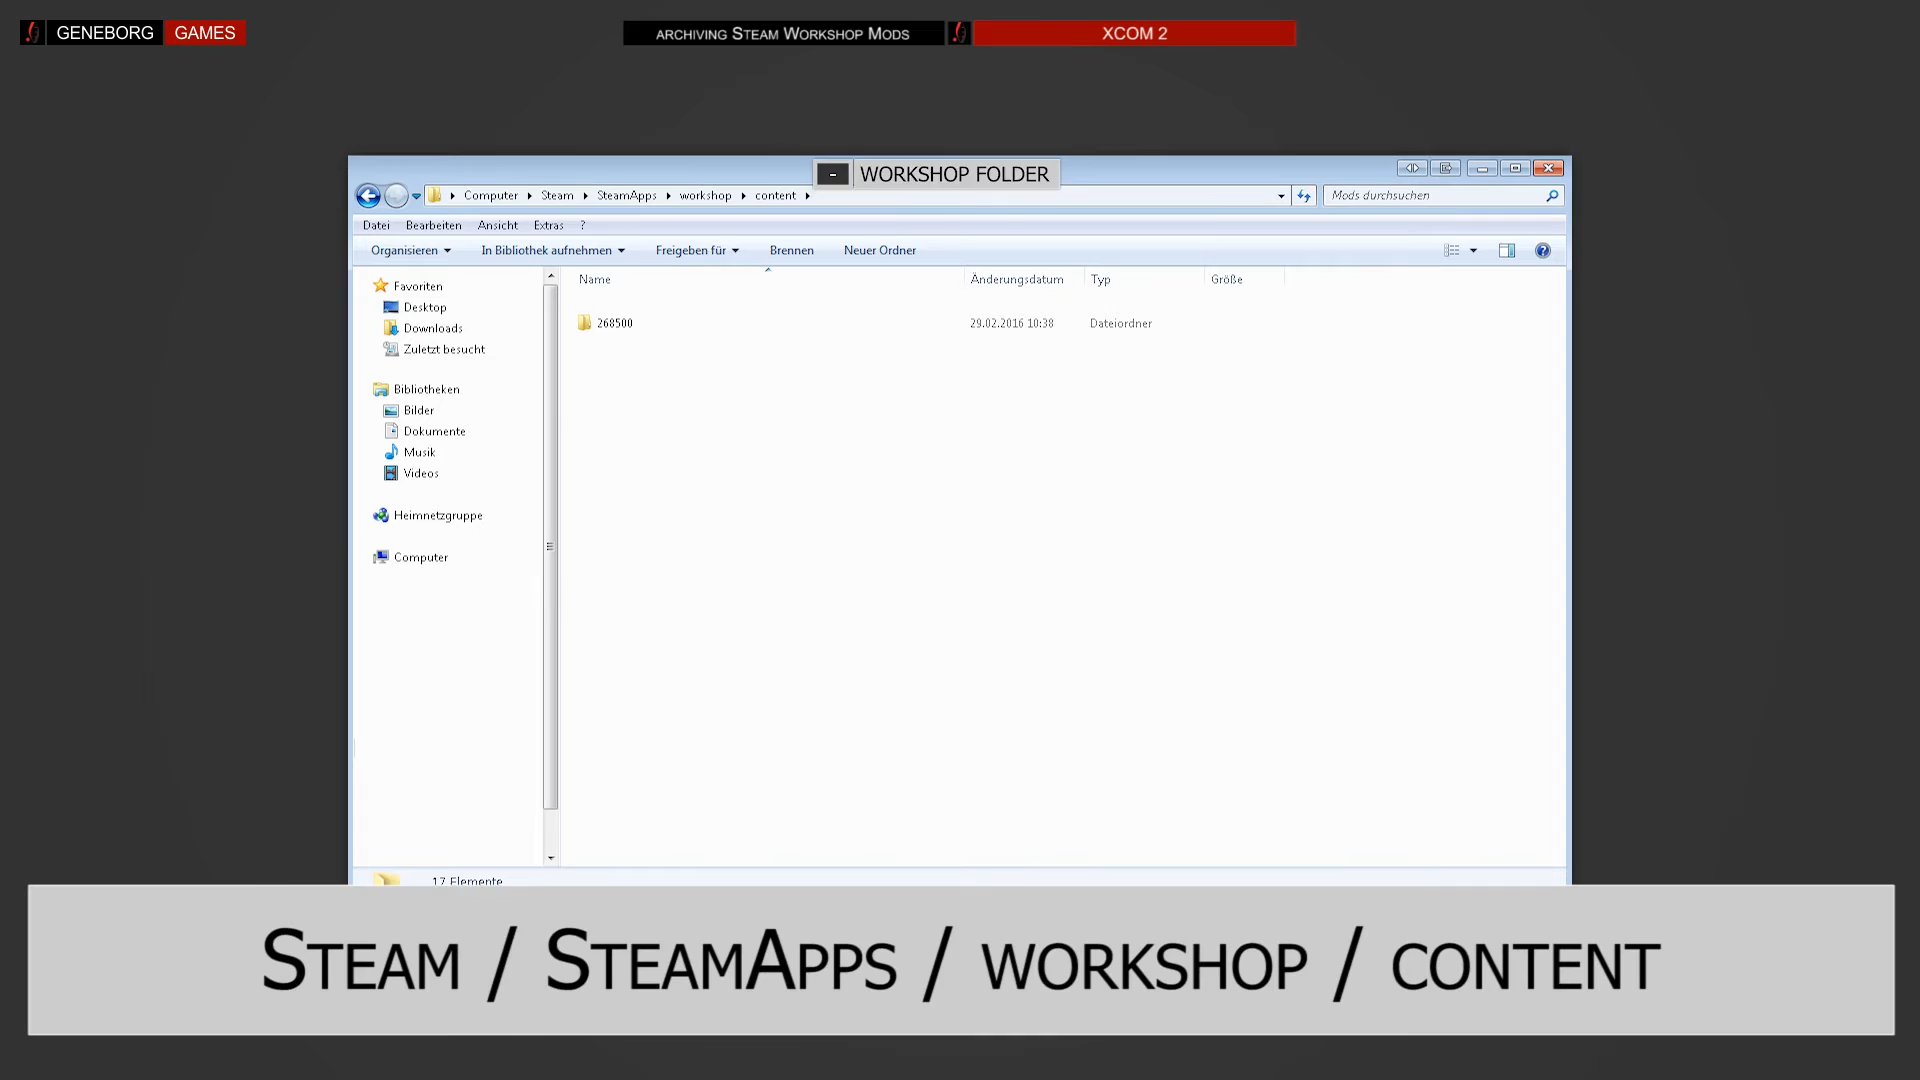 GENEBORG GAMES
ARCHIVING STEAM WORKSHOP MODS XCOM 2
- WORKSHOP FOLDER
Computer Steam SteamApps workshop content
Mods durchsuchen
Datei Bearbeiten Ansicht Extras ?
Organisieren In Bibliothek aufnehmen Freigeben für Brennen Neuer Ordner
Name Änderungsdatum Typ Größe
268500 29.02.2016 10:38 Dateiordner
Favoriten
Desktop
Downloads
Zuletzt besucht
Bibliotheken
Bilder
Dokumente
Musik
Videos
Heimnetzgruppe
Computer
17 Elemente
STEAM / STEAMAPPS / WORKSHOP / CONTENT